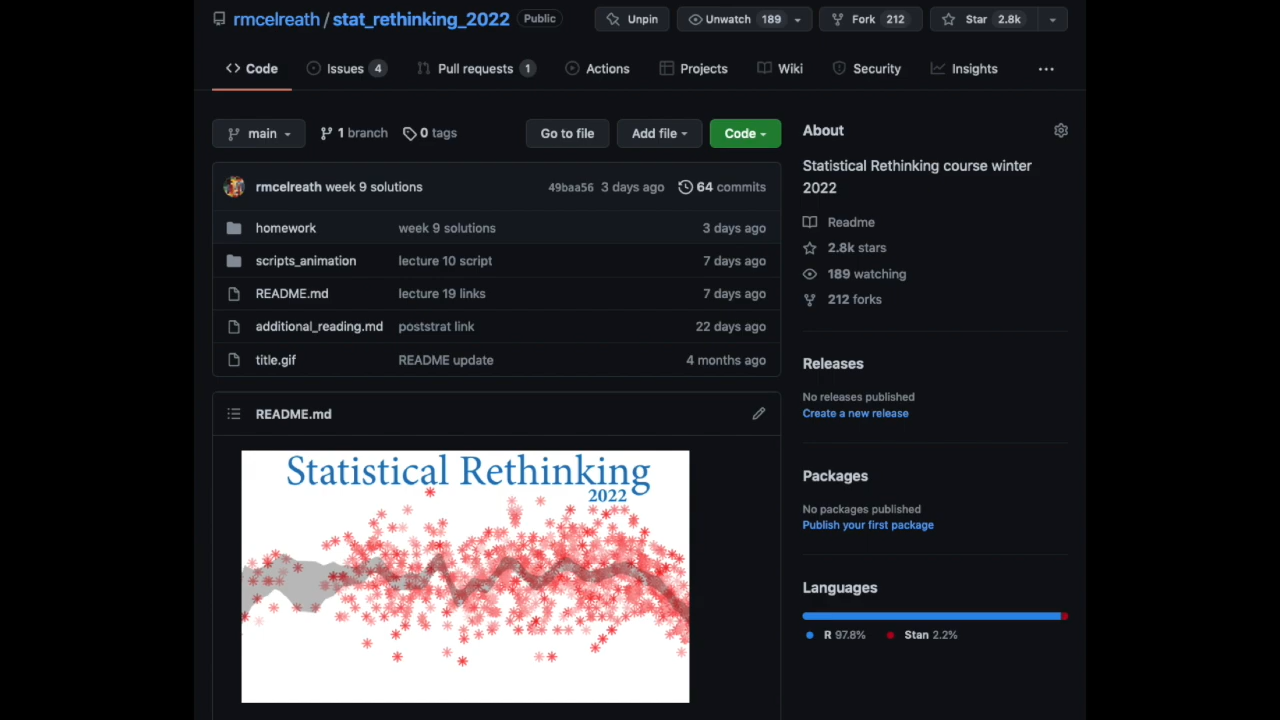 rmcelreath / stat_rethinking_2022 Public Unpin Unwatch 189 Fork 212 Star 2.8k
Code Issues 4 Pull requests 1 Actions Projects Wiki Security Insights ...
main 1 branch 0 tags Go to file Add file Code
rmcelreath week 9 solutions 49baa56 3 days ago 64 commits
homework week 9 solutions 3 days ago
scripts_animation lecture 10 script 7 days ago
README.md lecture 19 links 7 days ago
additional_reading.md poststrat link 22 days ago
title.gif README update 4 months ago
README.md
Statistical Rethinking
2022
About
Statistical Rethinking course winter
2022
Readme
2.8k stars
189 watching
212 forks
Releases
No releases published
Create a new release
Packages
No packages published
Publish your first package
Languages
R 97.8% Stan 2.2%